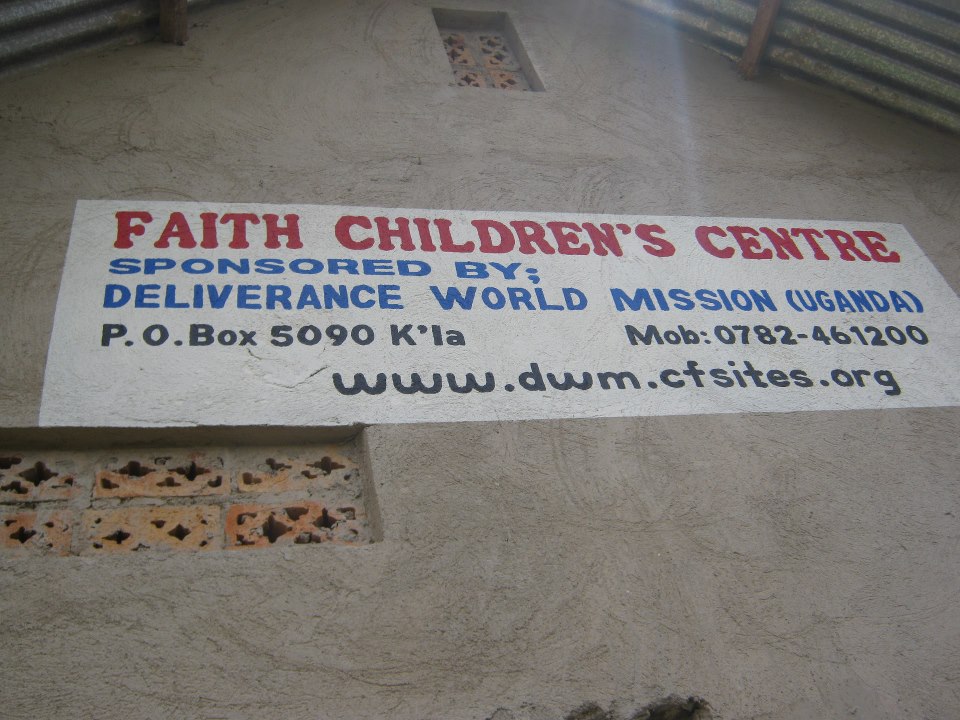 FAITH CHILDREN'S CENTRE
SPONSORED BY;
DELIVERANCE WORLD MISSION (UGANDA)
P.O.Box 5090 K'la Mob: 0782-461200
www.dwm.cfsites.org